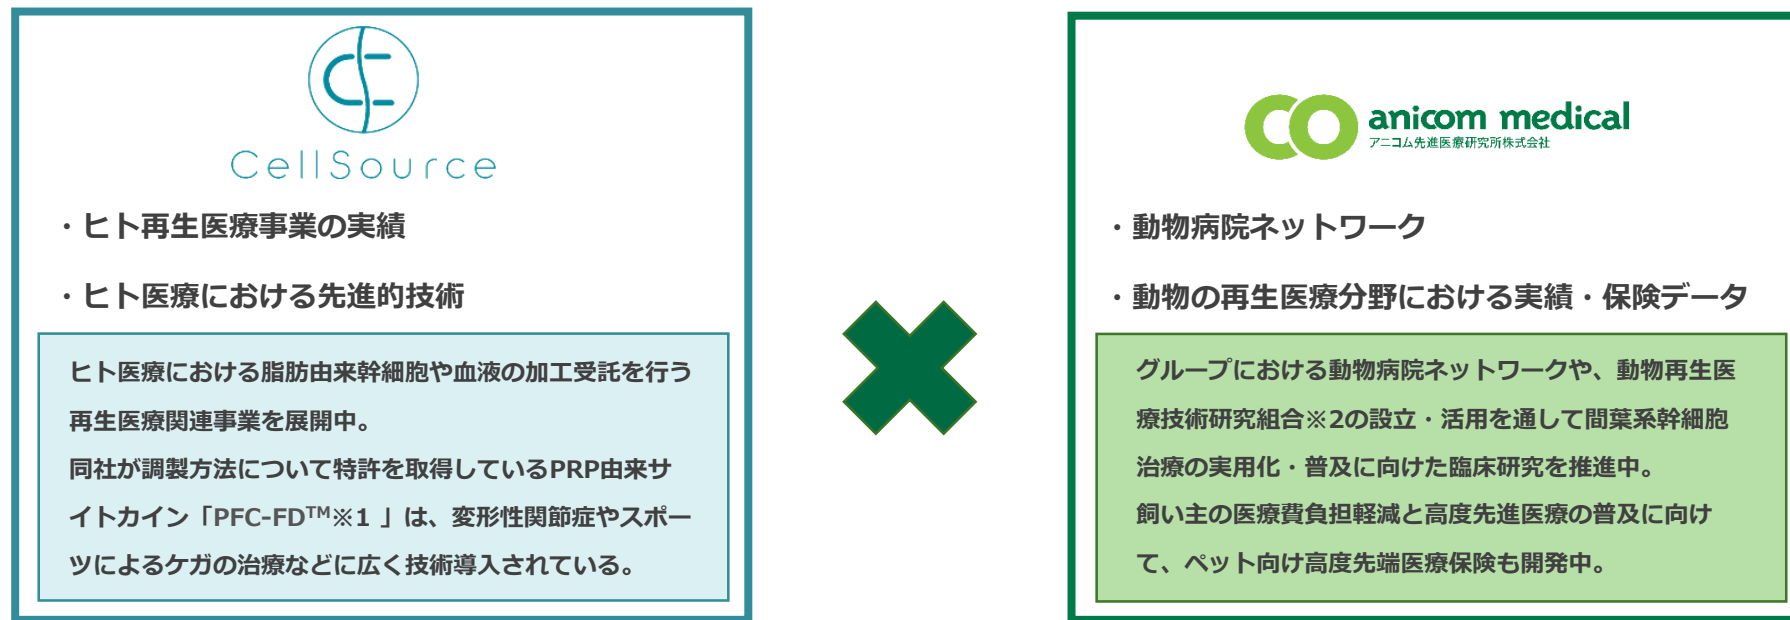 CellSource
・ヒト再生医療事業の実績
・ヒト医療における先進的技術
ヒト医療における脂肪由来幹細胞や血液の加工受託を行う
再生医療関連事業を展開中。
同社が調製方法について特許を取得しているPRP由来サ
イトカイン「PFC-FD™※1 」は、変形性関節症やスポー
ツによるケガの治療などに広く技術導入されている。
anicom medical
アニコム先進医療研究所株式会社
・動物病院ネットワーク
・動物の再生医療分野における実績・保険データ
グループにおける動物病院ネットワークや、動物再生医
療技術研究組合※2の設立・活用を通して間葉系幹細胞
治療の実用化・普及に向けた臨床研究を推進中。
飼い主の医療費負担軽減と高度先進医療の普及に向け
て、ペット向け高度先端医療保険も開発中。